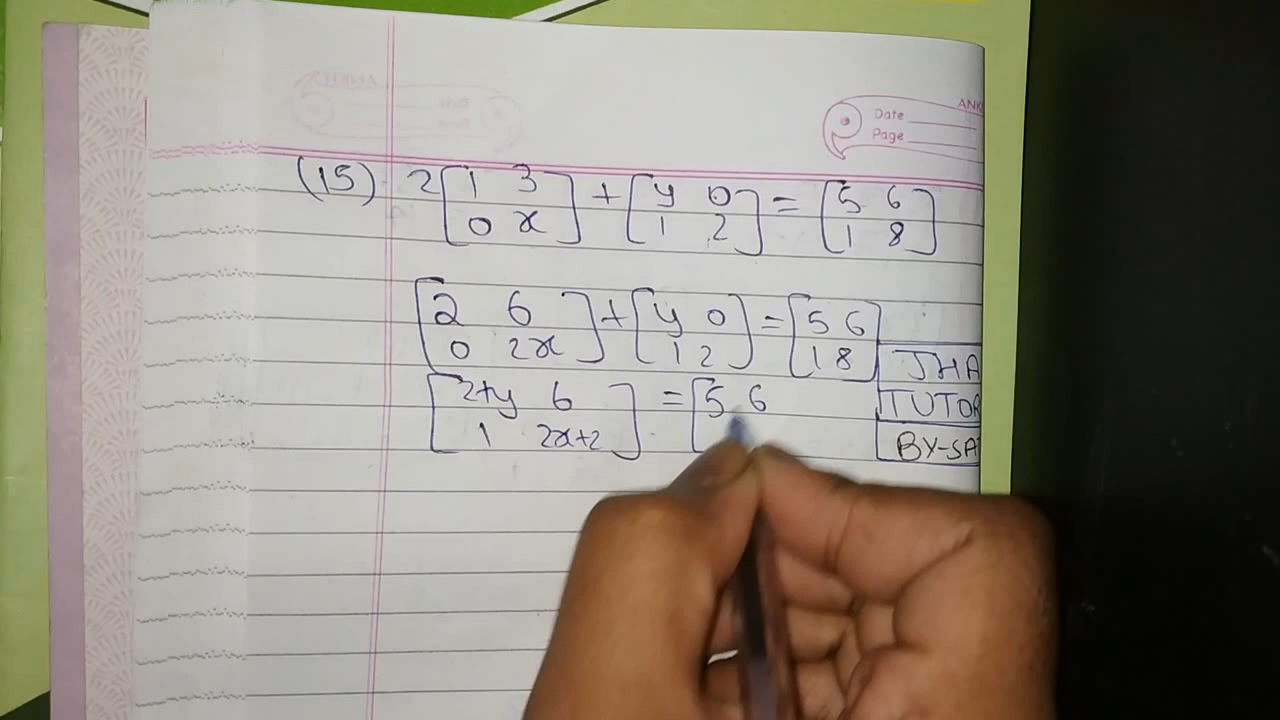 ANK
Date
Page
(15) 2[1 3 0 x] + [y 0 1 2] = [5 6 1 8]
[2 6 0 2x] + [y 0 1 2] = [5 6 1 8]
[2+y 6 1 2x+2] = [5 6
JHA
TUTOR
BY-SA